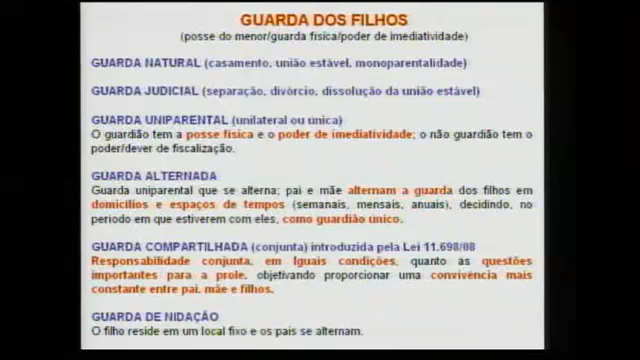 GUARDA DOS FILHOS
(posse do menor/guarda física/poder de imediatividade)
GUARDA NATURAL (casamento, união estável, monoparentalidade)
GUARDA JUDICIAL (separação, divórcio, dissolução da união estável)
GUARDA UNIPARENTAL (unilateral ou única)
O guardião tem a posse física e o poder de imediatividade; o não guardião tem o
poder/dever de fiscalização.
GUARDA ALTERNADA
Guarda uniparental que se alterna; pai e mãe alternam a guarda dos filhos em
domicílios e espaços de tempos (semanais, mensais, anuais), decidindo, no
período em que estiverem com eles, como guardião único.
GUARDA COMPARTILHADA (conjunta) introduzida pela Lei 11.698/08
Responsabilidade conjunta, em Iguais condições, quanto às questões
importantes para a prole, objetivando proporcionar uma convivência mais
constante entre pai, mãe e filhos.
GUARDA DE NIDAÇÃO
O filho reside em um local fixo e os pais se alternam.